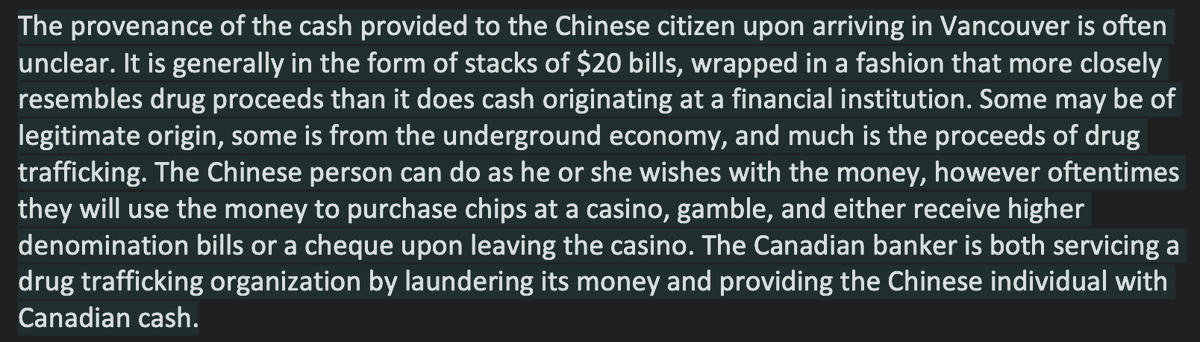 The provenance of the cash provided to the Chinese citizen upon arriving in Vancouver is often
unclear. It is generally in the form of stacks of $20 bills, wrapped in a fashion that more closely
resembles drug proceeds than it does cash originating at a financial institution. Some may be of
legitimate origin, some is from the underground economy, and much is the proceeds of drug
trafficking. The Chinese person can do as he or she wishes with the money, however oftentimes
they will use the money to purchase chips at a casino, gamble, and either receive higher
denomination bills or a cheque upon leaving the casino. The Canadian banker is both servicing a
drug trafficking organization by laundering its money and providing the Chinese individual with
Canadian cash.